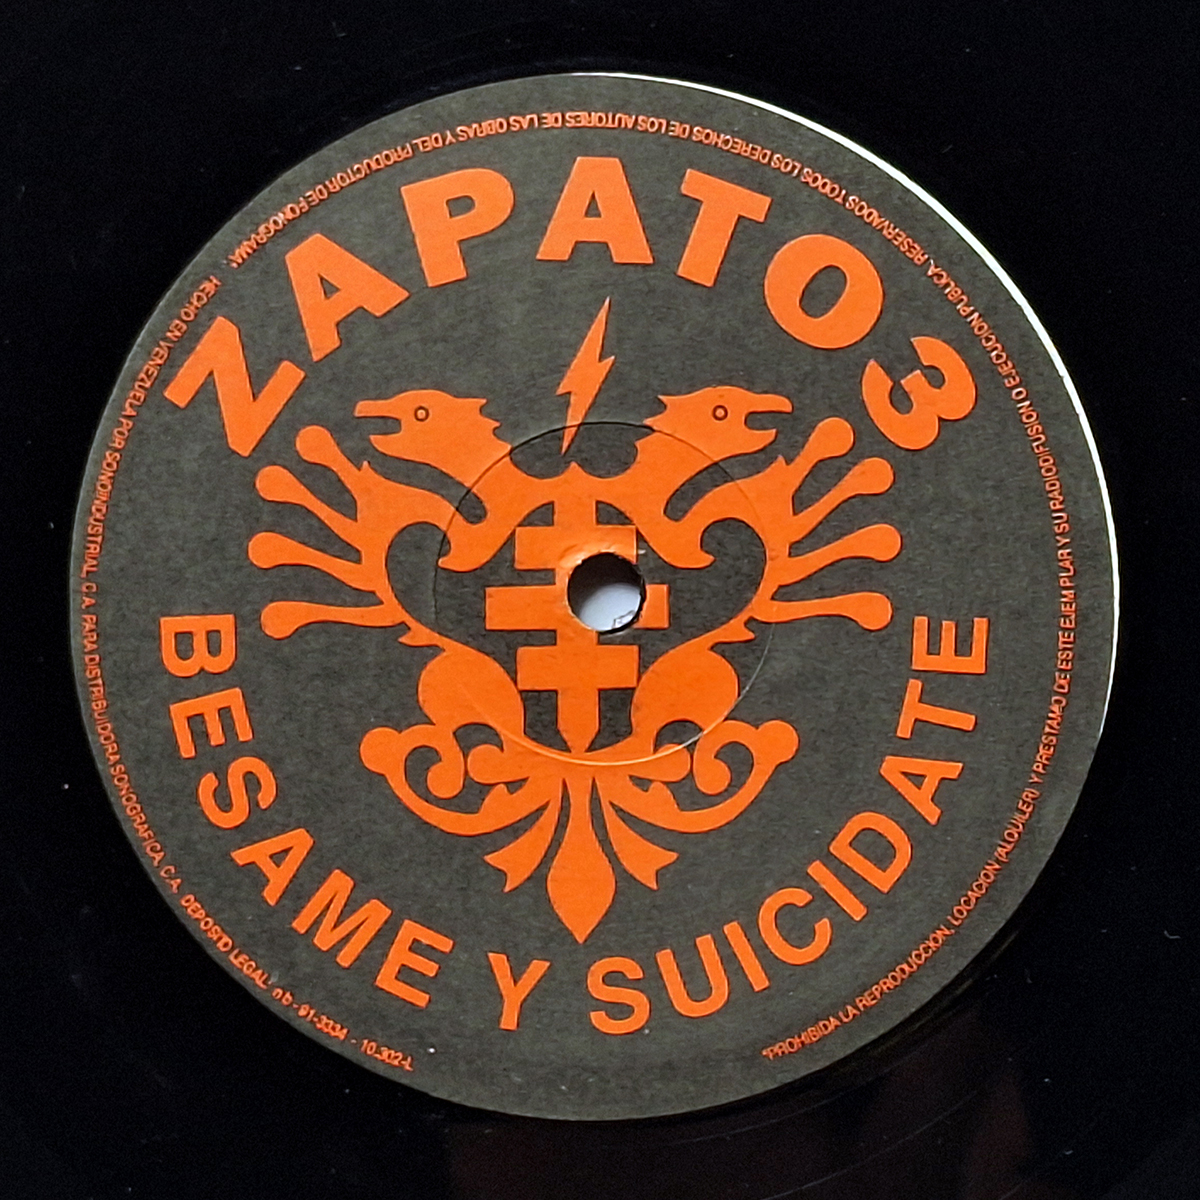 ZAPATO 3
BESAME Y SUICIDATE
HECHO EN VENEZUELA POR SONOINDUSTRIAL, C.A. PARA DISTRIBUIDORA SONOGRAFICA, C.A. DEPOSITO LEGAL: nb-91-3334 - 10.302-L
"PROHIBIDA LA REPRODUCCION, LOCACION (ALQUILER) Y PRESTAMO DE ESTE EJEMPLAR Y SU RADIODIFUSION O EJECUCION PUBLICA. RESERVADOS TODOS LOS DERECHOS DE LOS AUTORES DE LAS OBRAS Y DEL PRODUCTOR DE FONOGRAMA"